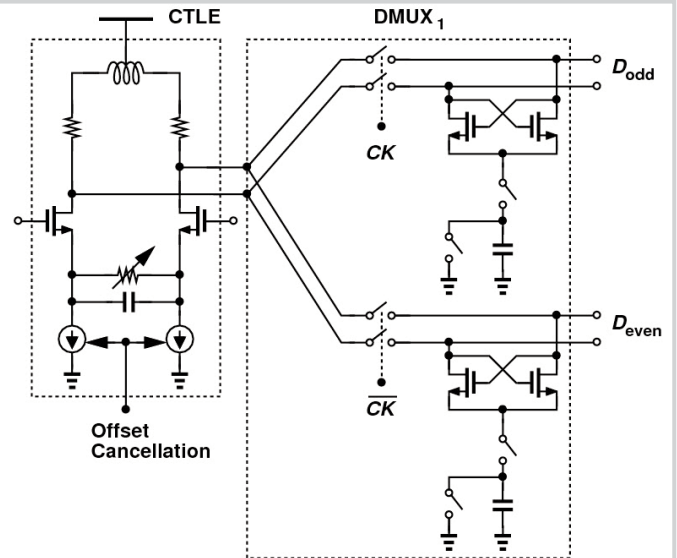 CTLE
DMUX1
Dodd
CK
Deven
CK
Offset
Cancellation